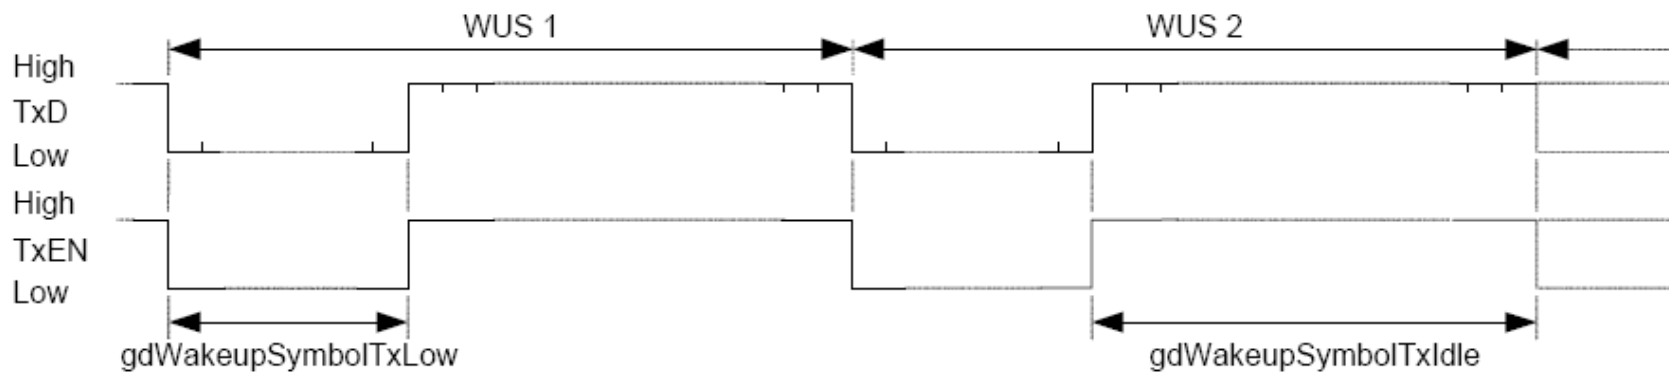 WUS 1
WUS 2
High
TxD
Low
High
TxEN
Low
gdWakeupSymbolTxLow
gdWakeupSymbolTxIdle